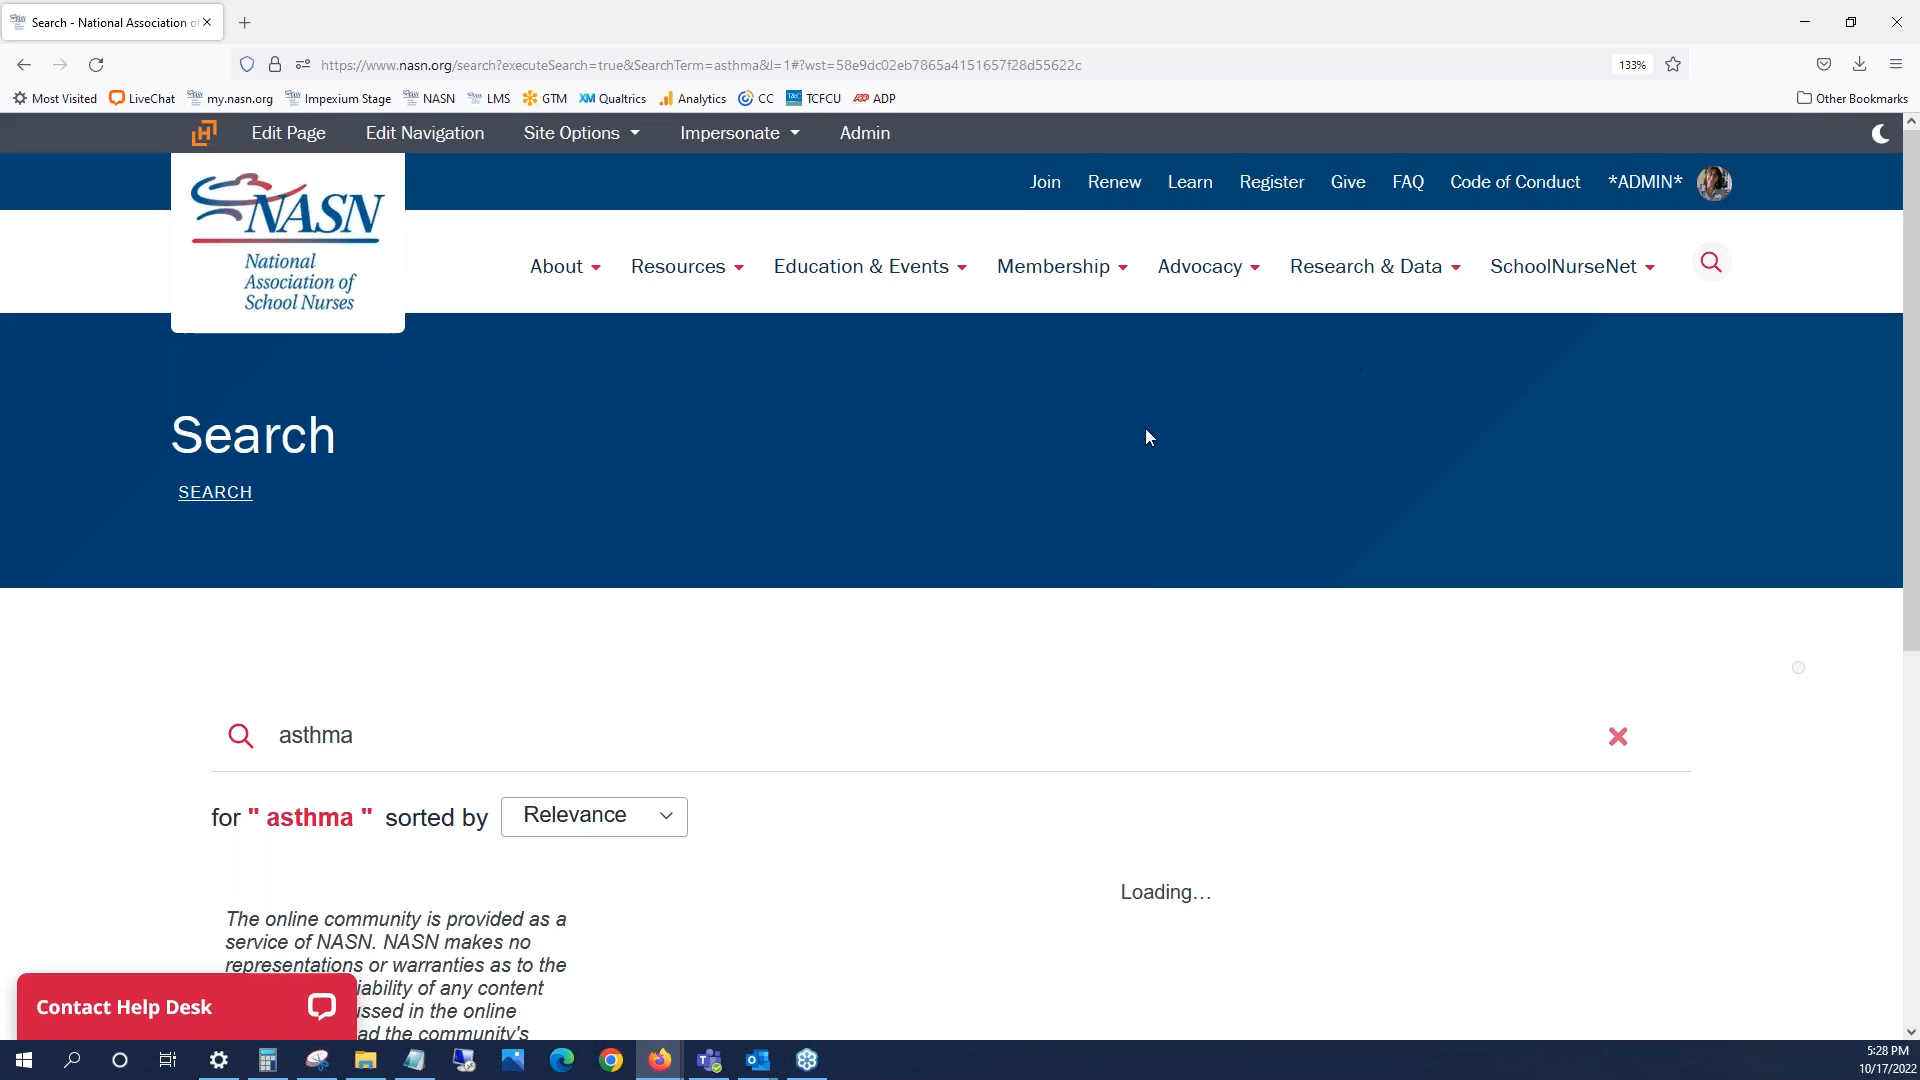 Search - National Association of
https://www.nasn.org/search?executeSearch=true&SearchTerm=asthma&l=1#?wst=58e9dc02eb7865a4151657f28d55622c
133%
Most Visited LiveChat my.nasn.org Impexium Stage NASN LMS GTM XM Qualtrics Analytics CC T&C TCFCU ADP Other Bookmarks
Edit Page Edit Navigation Site Options Impersonate Admin
Join Renew Learn Register Give FAQ Code of Conduct *ADMIN*
NASN
National
Association of
School Nurses
About Resources Education & Events Membership Advocacy Research & Data SchoolNurseNet
Search
SEARCH
asthma
for " asthma " sorted by Relevance
Loading…
The online community is provided as a
service of NASN. NASN makes no
representations or warranties as to the
iability of any content
ussed in the online
ad the community's
Contact Help Desk
5:28 PM
10/17/2022